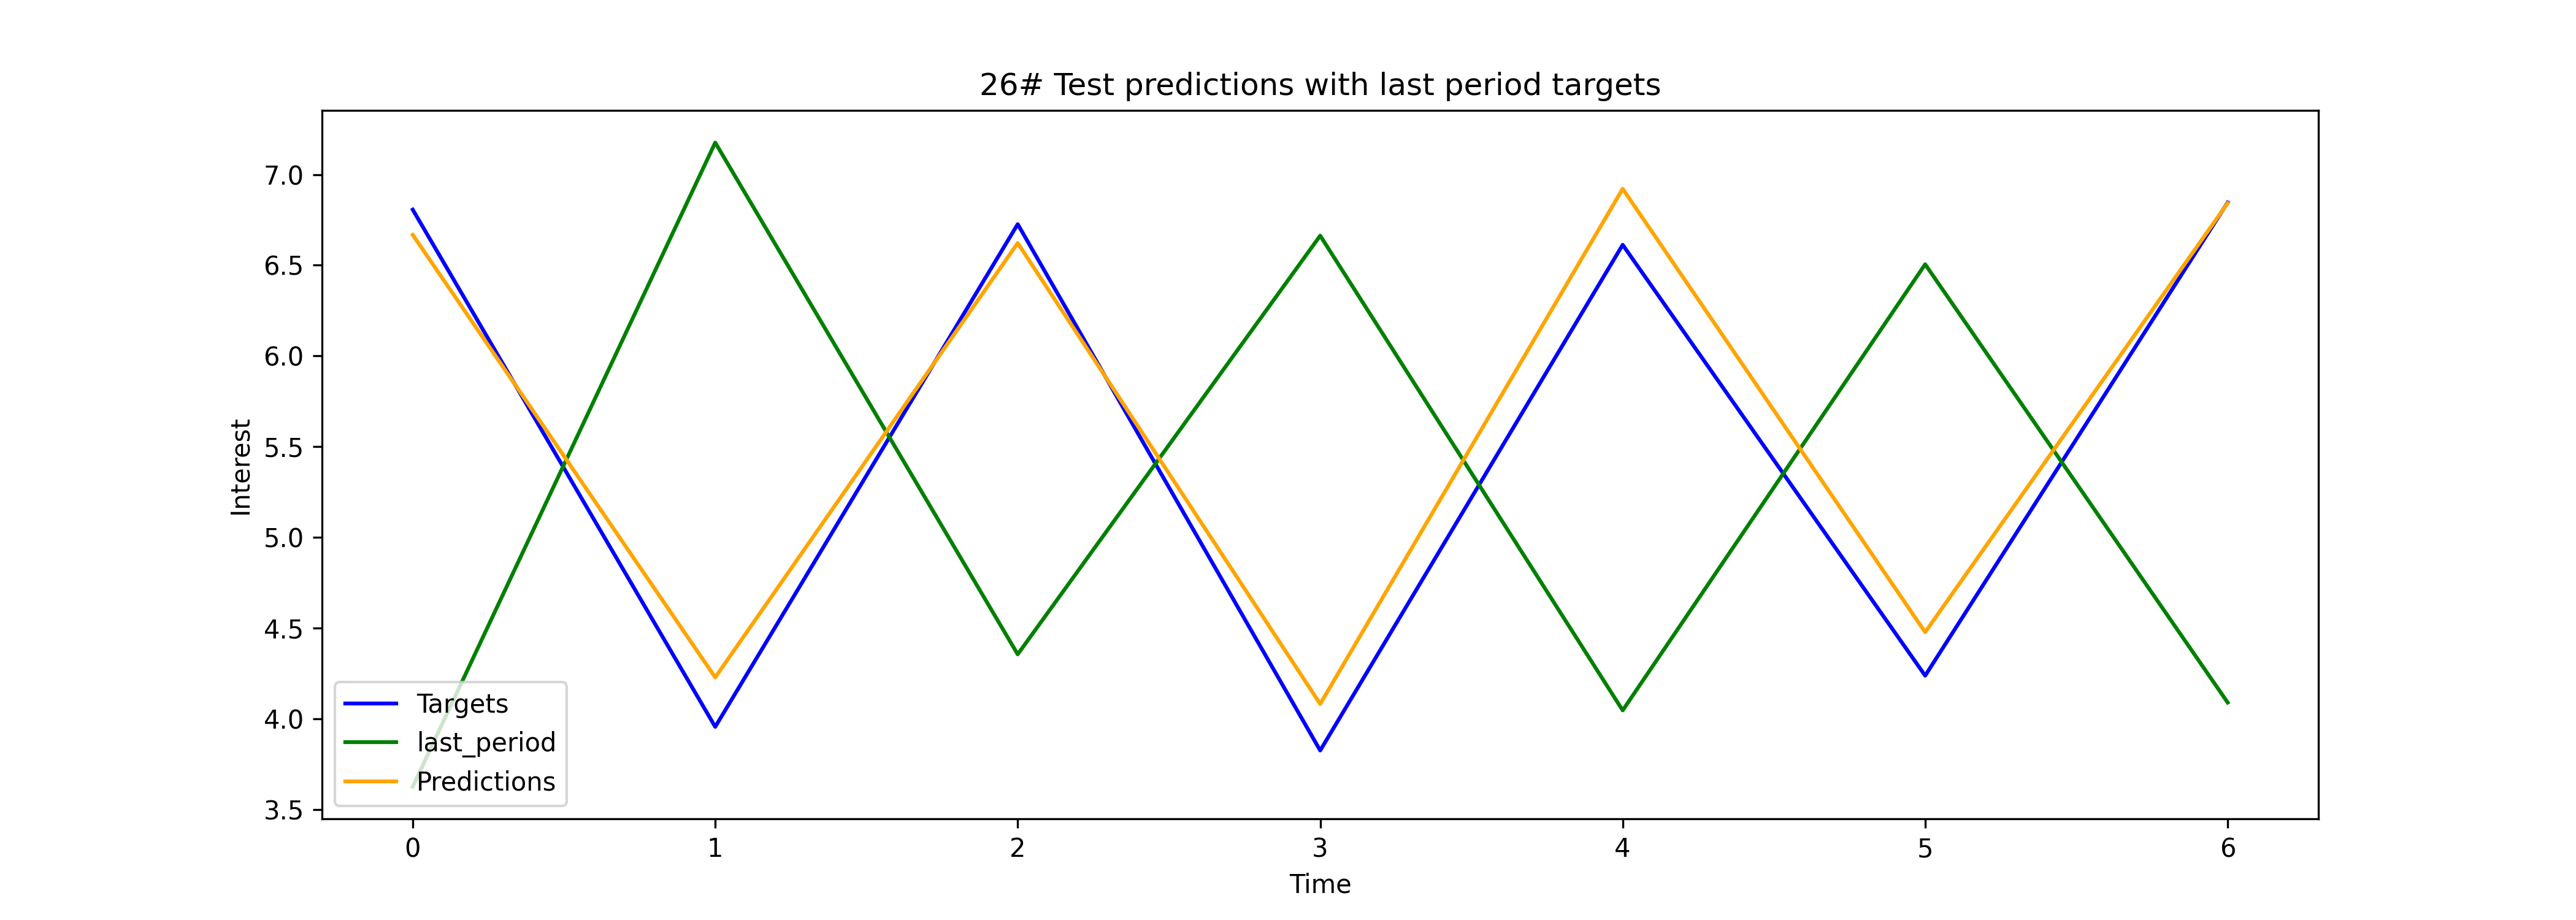 26# Test predictions with last period targets
Interest
7.0
6.5
6.0
5.5
5.0
4.5
4.0
3.5
Targets
last_period
Predictions
0 1 2 3 4 5 6
Time